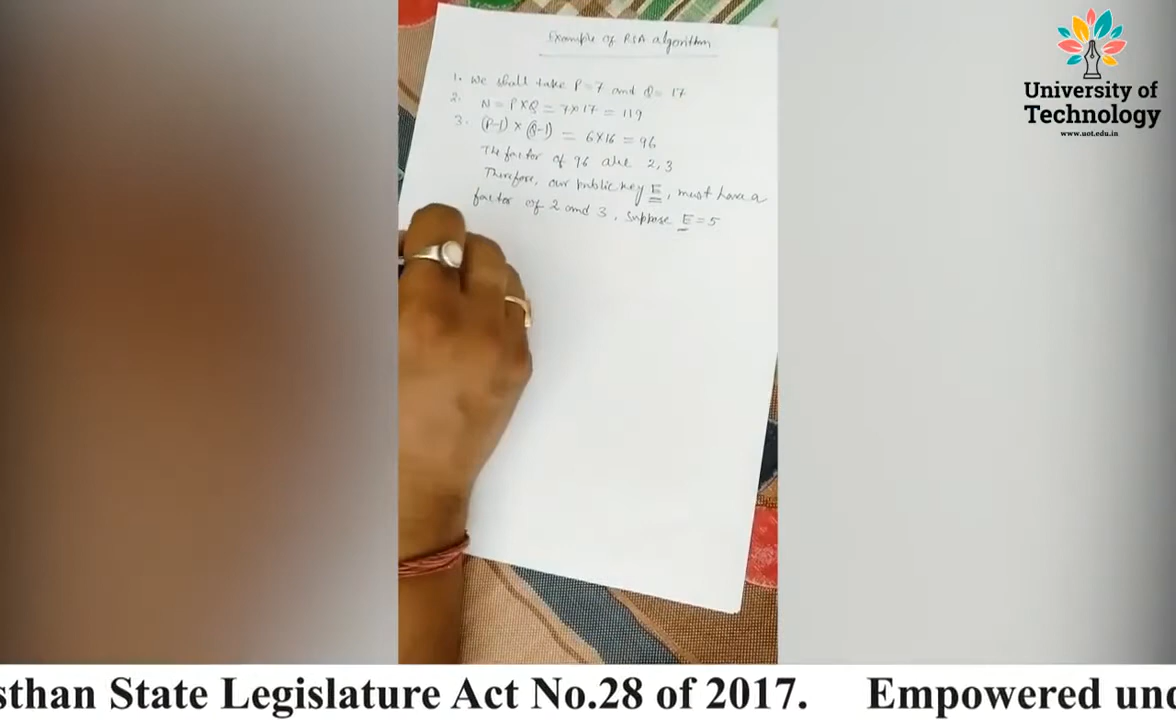 Example of RSA algorithm
1. We shall take P=7 and Q= 17
2. N = P X Q = 7 X 17 = 119
3. (P-1) X (Q-1) = 6X16 = 96
The factor of 96 are 2, 3
Therefore, our public key E, must have a
factor of 2 and 3, Suppose E = 5
University of
Technology
www.uot.edu.in
sthan State Legislature Act No.28 of 2017. Empowered und